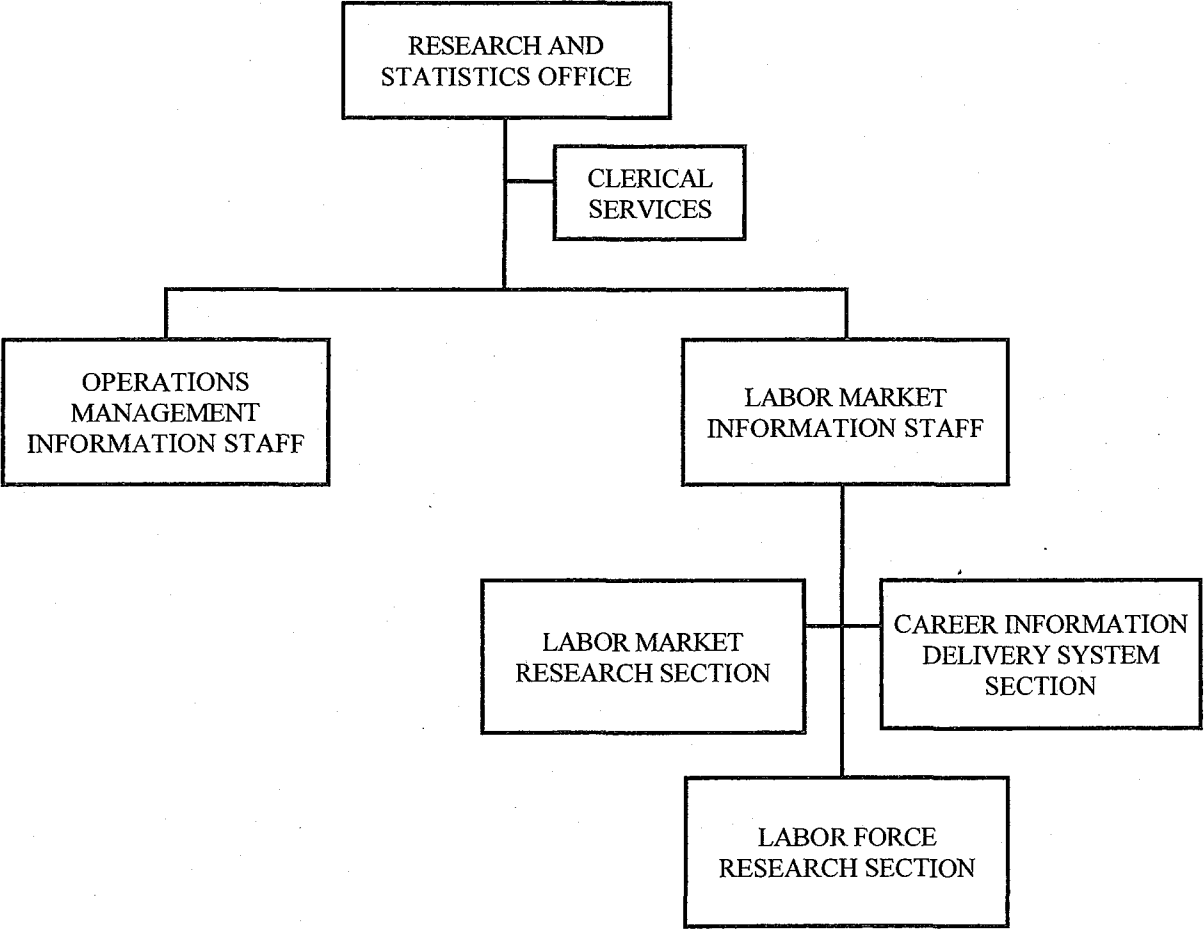 RESEARCH AND
STATISTICS OFFICE
CLERICAL
SERVICES
OPERATIONS
MANAGEMENT
INFORMATION STAFF
LABOR MARKET
INFORMATION STAFF
LABOR MARKET
RESEARCH SECTION
CAREER INFORMATION
DELIVERY SYSTEM
SECTION
LABOR FORCE
RESEARCH SECTION